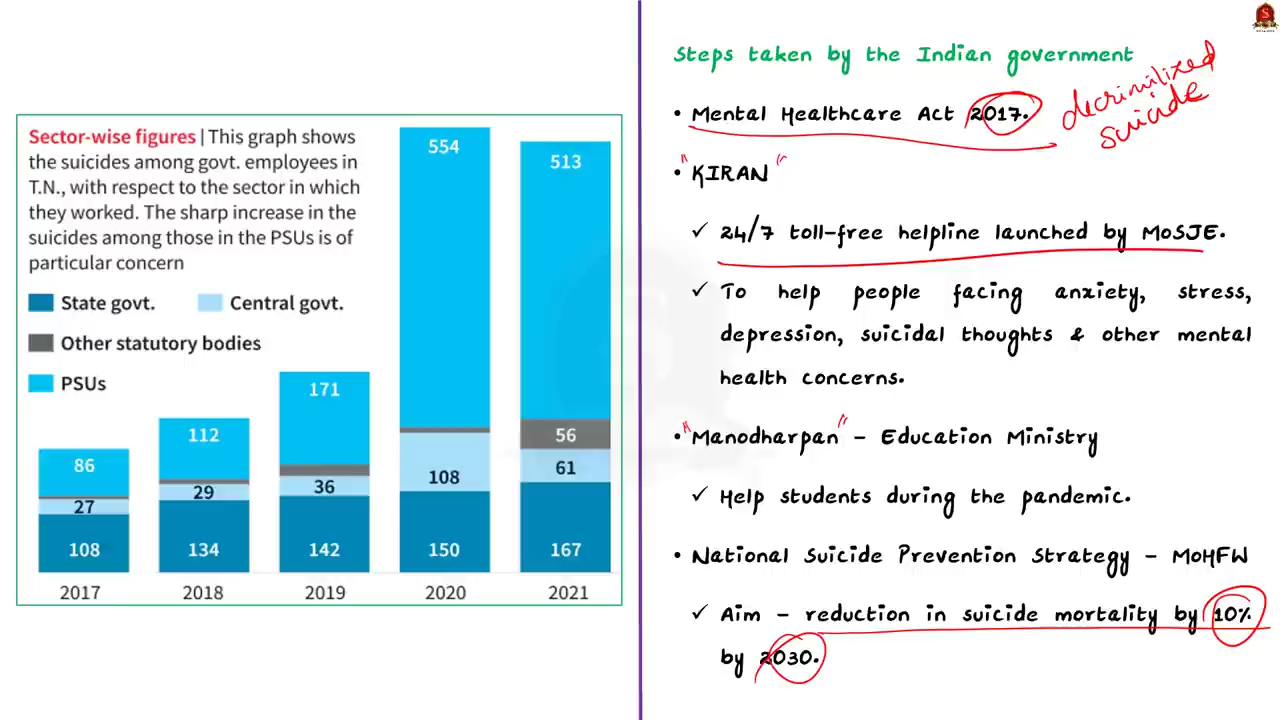 Sector-wise figures | This graph shows
the suicides among govt. employees in
T.N., with respect to the sector in which
they worked. The sharp increase in the
suicides among those in the PSUs is of
particular concern
State govt. Central govt.
Other statutory bodies
PSUs
86
27
108
2017
112
29
134
2018
171
36
142
2019
554
108
150
2020
513
56
61
167
2021
Steps taken by the Indian government
• Mental Healthcare Act 2017.
decrimilized
suicide
• "KIRAN"
✓ 24/7 toll-free helpline launched by MoSJE.
✓ To help people facing anxiety, stress,
depression, suicidal thoughts & other mental
health concerns.
• "Manodharpan" - Education Ministry
✓ Help students during the pandemic.
• National Suicide Prevention Strategy - MOHFW
✓ Aim - reduction in suicide mortality by 10%
by 2030.